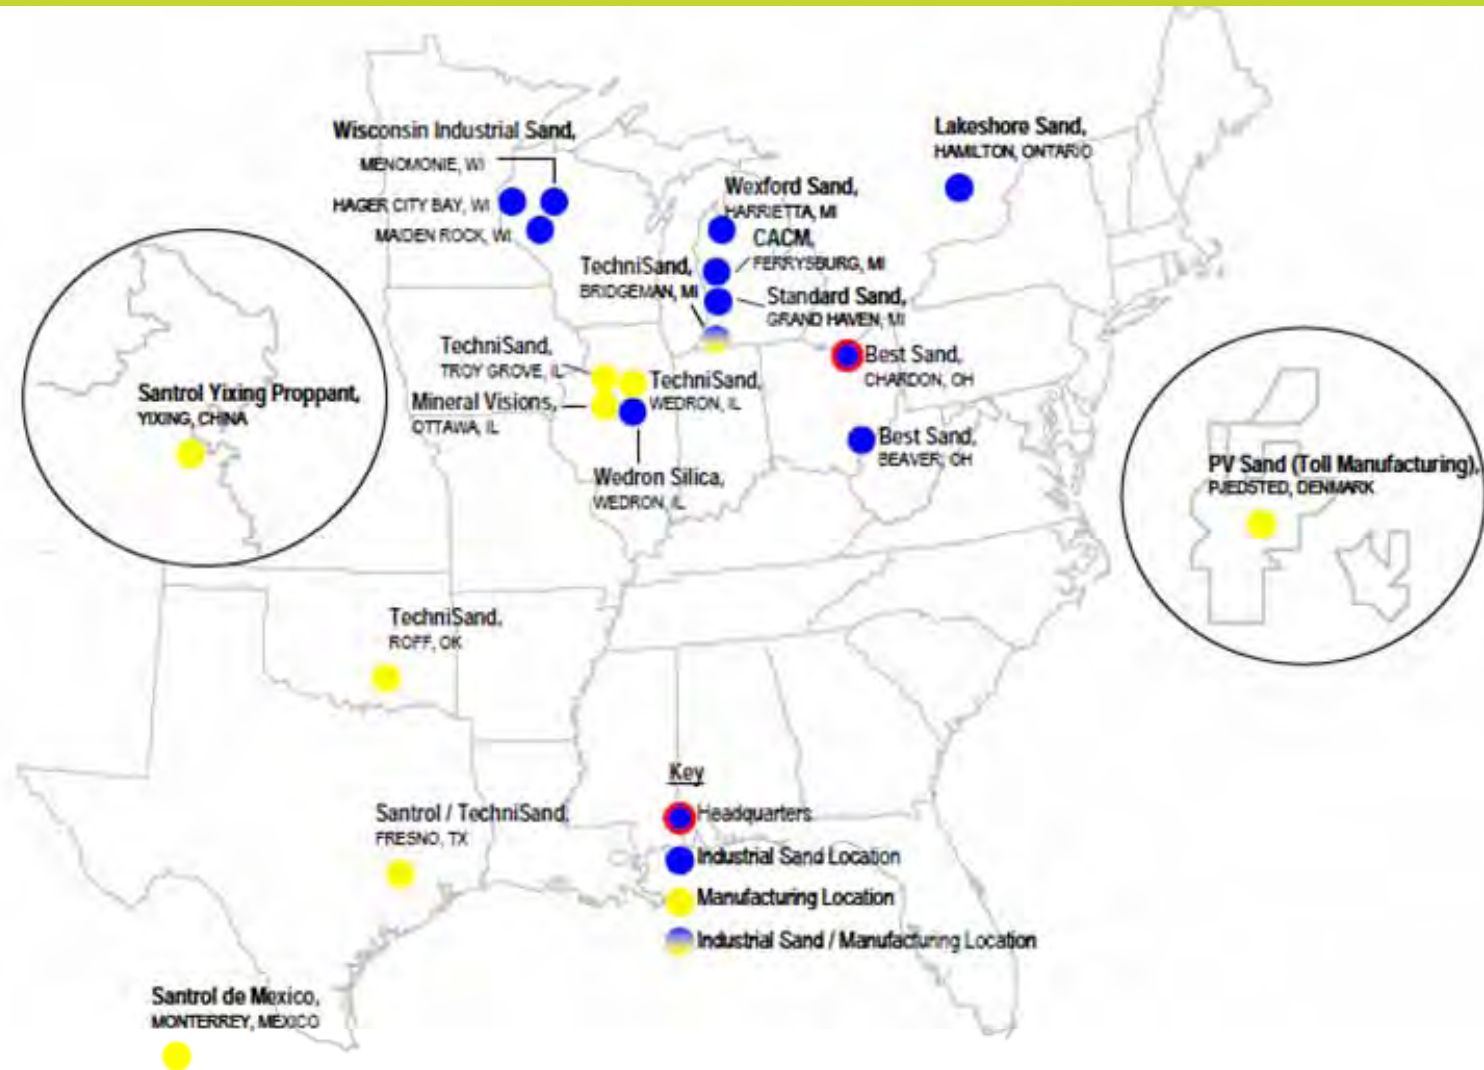 Wisconsin Industrial Sand,
MENOMONIE, WI
HAGER CITY BAY, WI
MAIDEN ROCK, WI
Lakeshore Sand,
HAMILTON, ONTARIO
Wexford Sand,
HARRIETTA, MI
CACM,
FERRYSBURG, MI
TechniSand,
BRIDGEMAN, MI
Standard Sand,
GRAND HAVEN, MI
TechniSand,
TROY GROVE, IL
TechniSand,
WEDRON, IL
Mineral Visions,
OTTAWA, IL
Wedron Silica,
WEDRON, IL
Best Sand,
CHARDON, OH
Best Sand,
BEAVER, OH
Santrol Yixing Proppant,
YIXING, CHINA
PV Sand (Toll Manufacturing),
PJEDSTED, DENMARK
TechniSand,
ROFF, OK
Santrol / TechniSand,
FRESNO, TX
Santrol de Mexico,
MONTERREY, MEXICO
Key
Headquarters
Industrial Sand Location
Manufacturing Location
Industrial Sand / Manufacturing Location